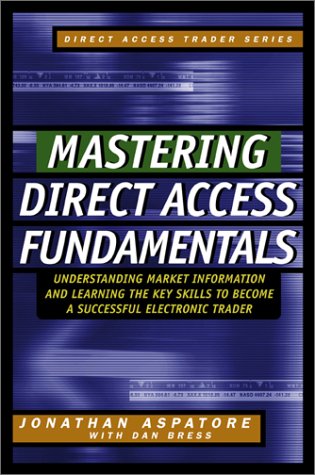 DIRECT ACCESS TRADER SERIES
MASTERING
DIRECT ACCESS
FUNDAMENTALS
UNDERSTANDING MARKET INFORMATION
AND LEARNING THE KEY SKILLS TO BECOME
A SUCCESSFUL ELECTRONIC TRADER
JONATHAN ASPATORE
WITH DAN BRESS